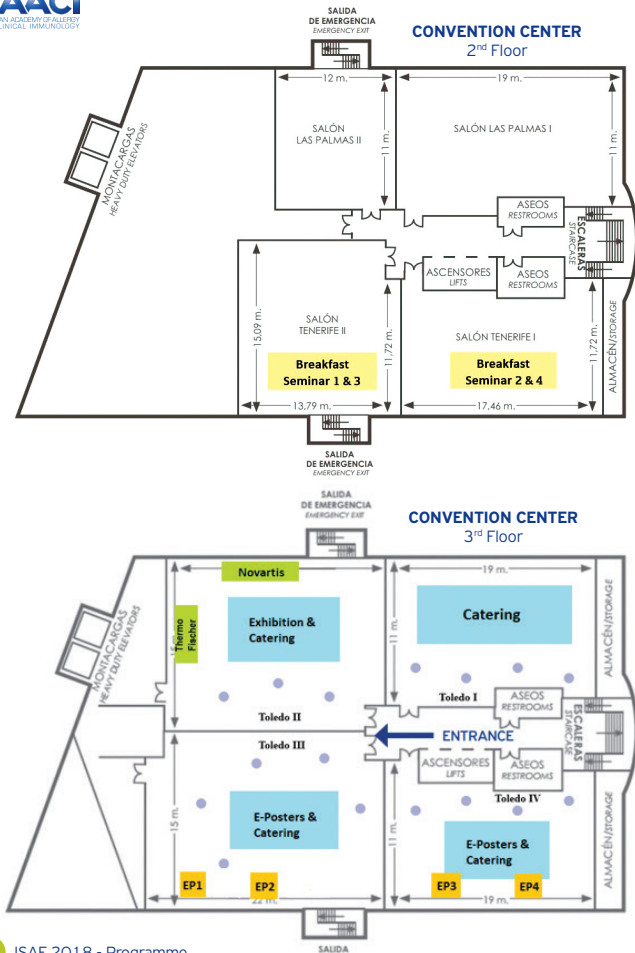 AACI
AN ACADEMY OF ALLERGY
CLINICAL IMMUNOLOGY
SALIDA
DE EMERGENCIA
EMERGENCY EXIT
CONVENTION CENTER
2nd Floor
12 m.
19 m.
MONTACARGAS
HEAVY DUTY ELEVATORS
SALÓN
LAS PALMAS II
11 m.
SALÓN LAS PALMAS I
11 m.
ASEOS
RESTROOMS
ESCALERAS
STAIRCASE
ASCENSORES
LIFTS
ASEOS
RESTROOMS
15,09 m.
SALÓN
TENERIFE II
11,72 m.
SALÓN TENERIFE I
11,72 m.
ALMACÉN/STORAGE
Breakfast
Seminar 1 & 3
Breakfast
Seminar 2 & 4
13,79 m.
17,46 m.
SALIDA
DE EMERGENCIA
EMERGENCY EXIT
SALIDA
DE EMERGENCIA
EMERGENCY EXIT
CONVENTION CENTER
3rd Floor
Novartis
19 m.
MONTACARGAS
HEAVY DUTY ELEVATORS
Thermo
Fischer
Exhibition &
Catering
11 m.
Catering
ALMACÉN/STORAGE
Toledo II
Toledo I
ASEOS
RESTROOMS
ESCALERAS
STAIRCASE
Toledo III
ENTRANCE
ASCENSORES
LIFTS
ASEOS
RESTROOMS
Toledo IV
15 m.
E-Posters &
Catering
11 m.
E-Posters &
Catering
ALMACÉN/STORAGE
EP1
EP2
EP3
EP4
22 m.
19 m.
ISAF 2018 - Programme
SALIDA